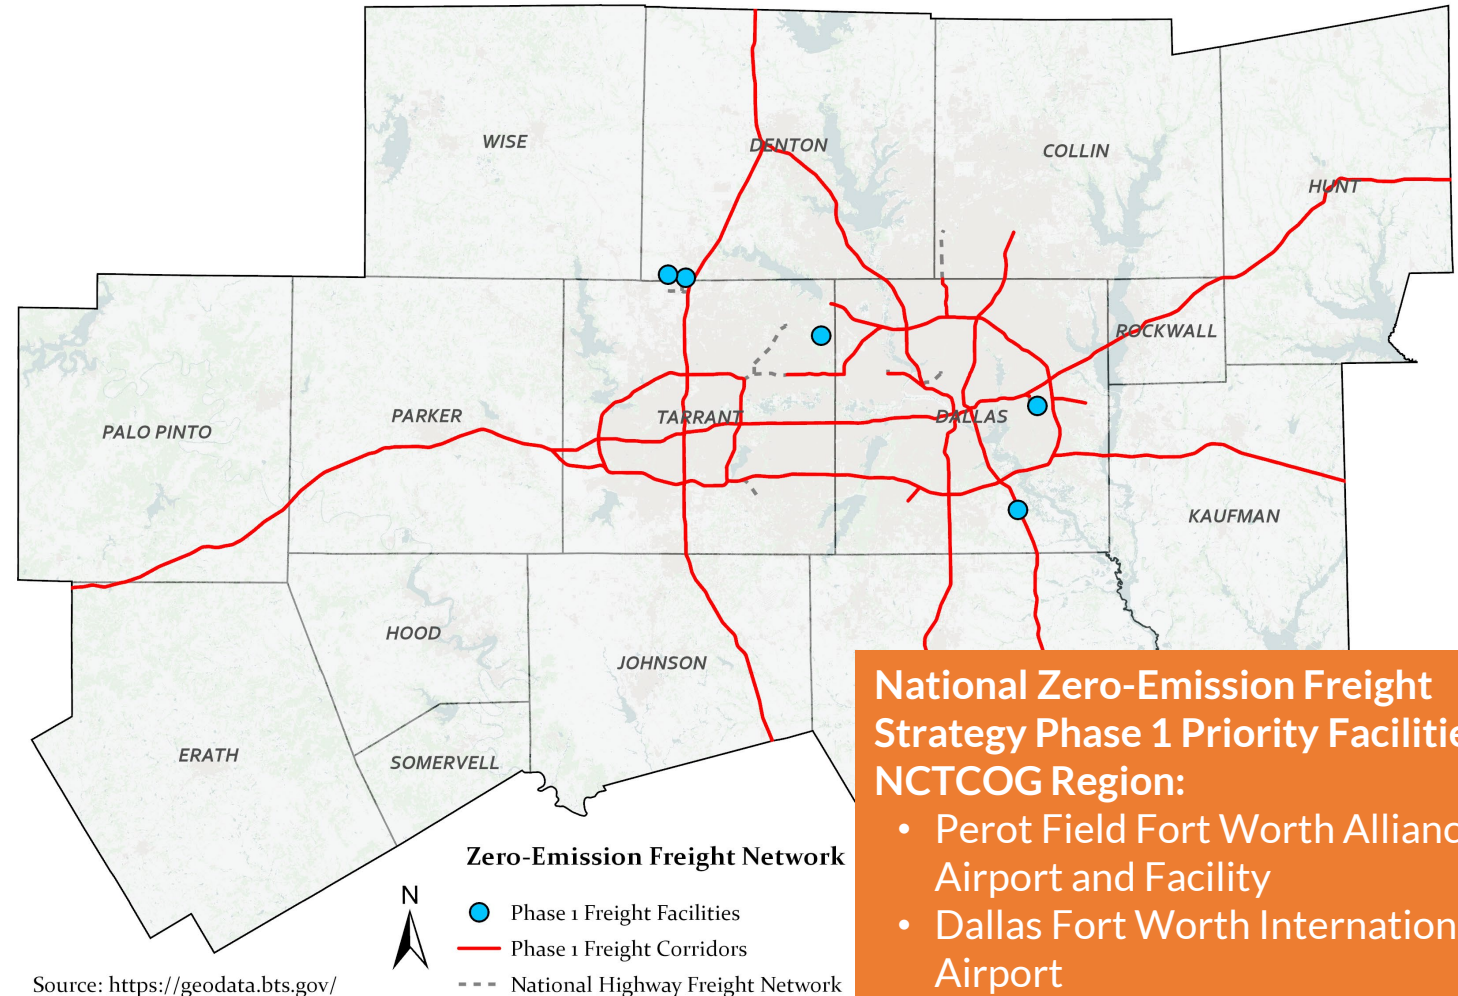 WISE
DENTON
COLLIN
HUNT
ROCKWALL
PALO PINTO
PARKER
TARRANT
DALLAS
KAUFMAN
HOOD
JOHNSON
ERATH
SOMERVELL
National Zero-Emission Freight
Strategy Phase 1 Priority Facilitie
NCTCOG Region:
• Perot Field Fort Worth Allianc
Airport and Facility
• Dallas Fort Worth Internation
Airport
Zero-Emission Freight Network
N
Phase 1 Freight Facilities
Phase 1 Freight Corridors
National Highway Freight Network
Source: https://geodata.bts.gov/